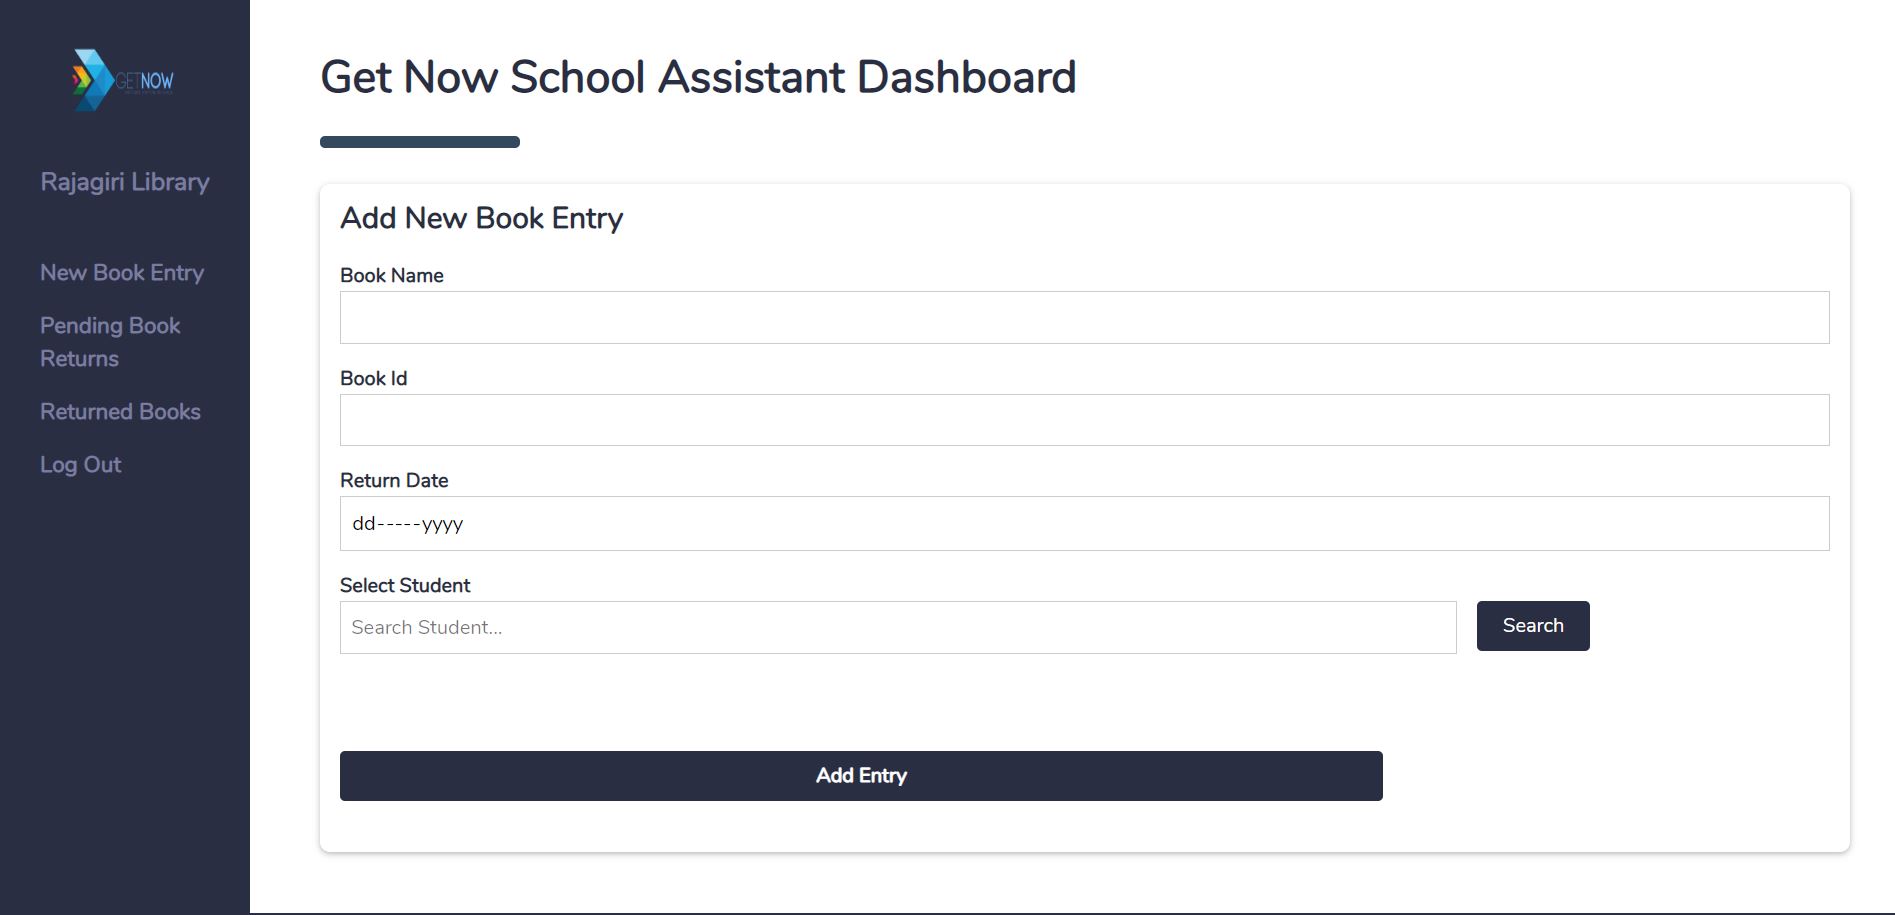 GETNOW
Rajagiri Library
New Book Entry
Pending Book
Returns
Returned Books
Log Out
Get Now School Assistant Dashboard
Add New Book Entry
Book Name
Book Id
Return Date
dd-----yyyy
Select Student
Search Student...
Search
Add Entry